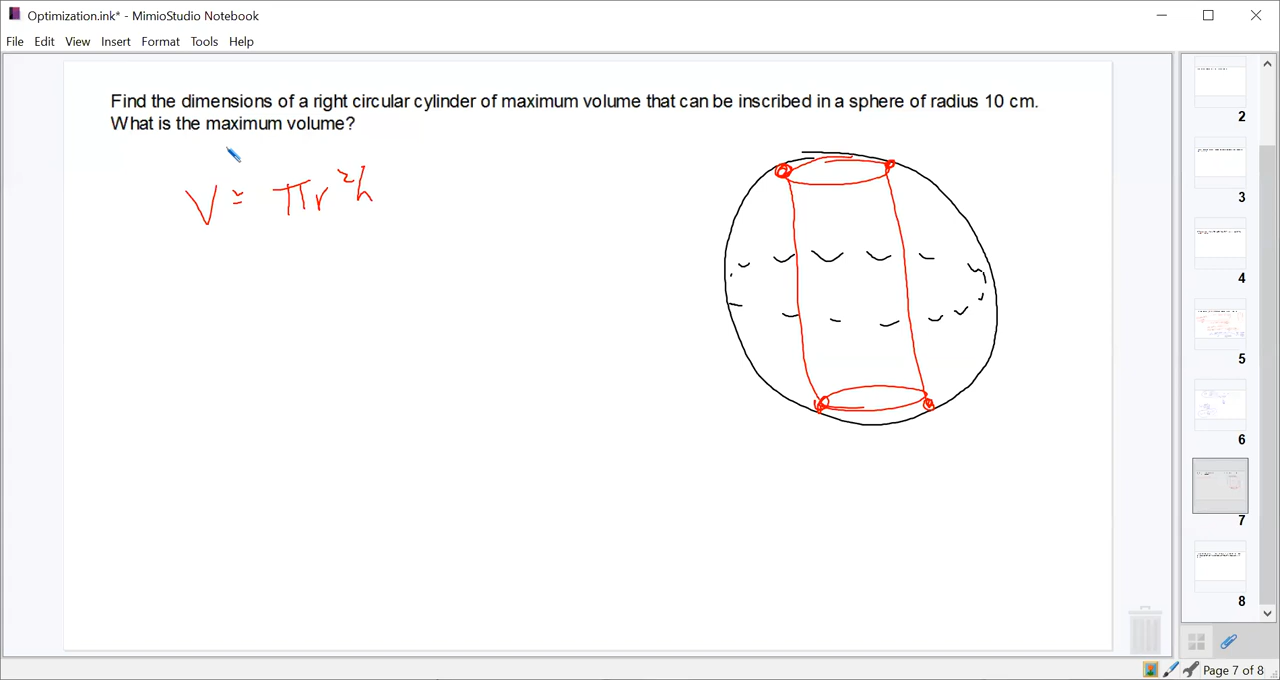 Optimization.ink* - MimioStudio Notebook
File Edit View Insert Format Tools Help
Find the dimensions of a right circular cylinder of maximum volume that can be inscribed in a sphere of radius 10 cm.
What is the maximum volume?
V = πr²h
2
3
4
5
6
7
8
Page 7 of 8